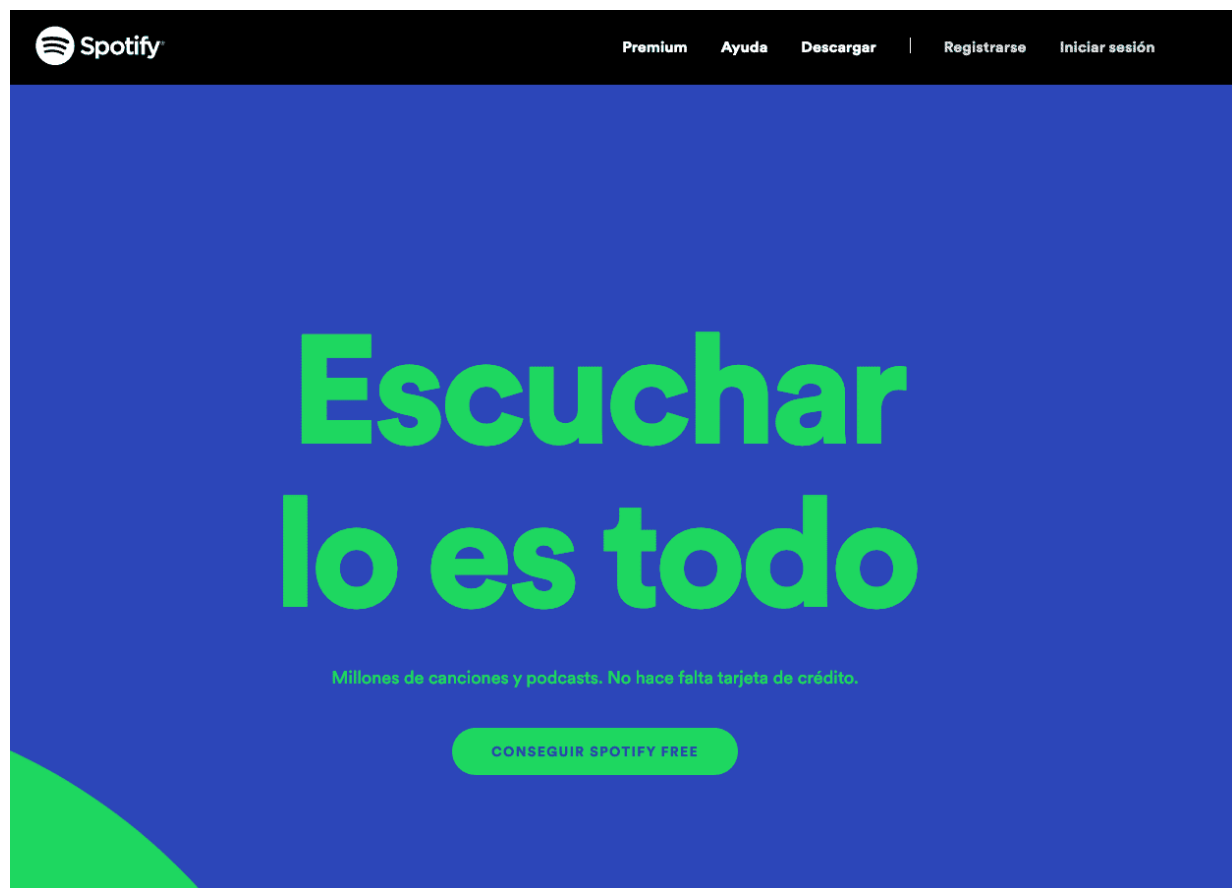 Spotify
Premium Ayuda Descargar Registrarse Iniciar sesión
Escuchar
lo es todo
Millones de canciones y podcasts. No hace falta tarjeta de crédito.
CONSEGUIR SPOTIFY FREE